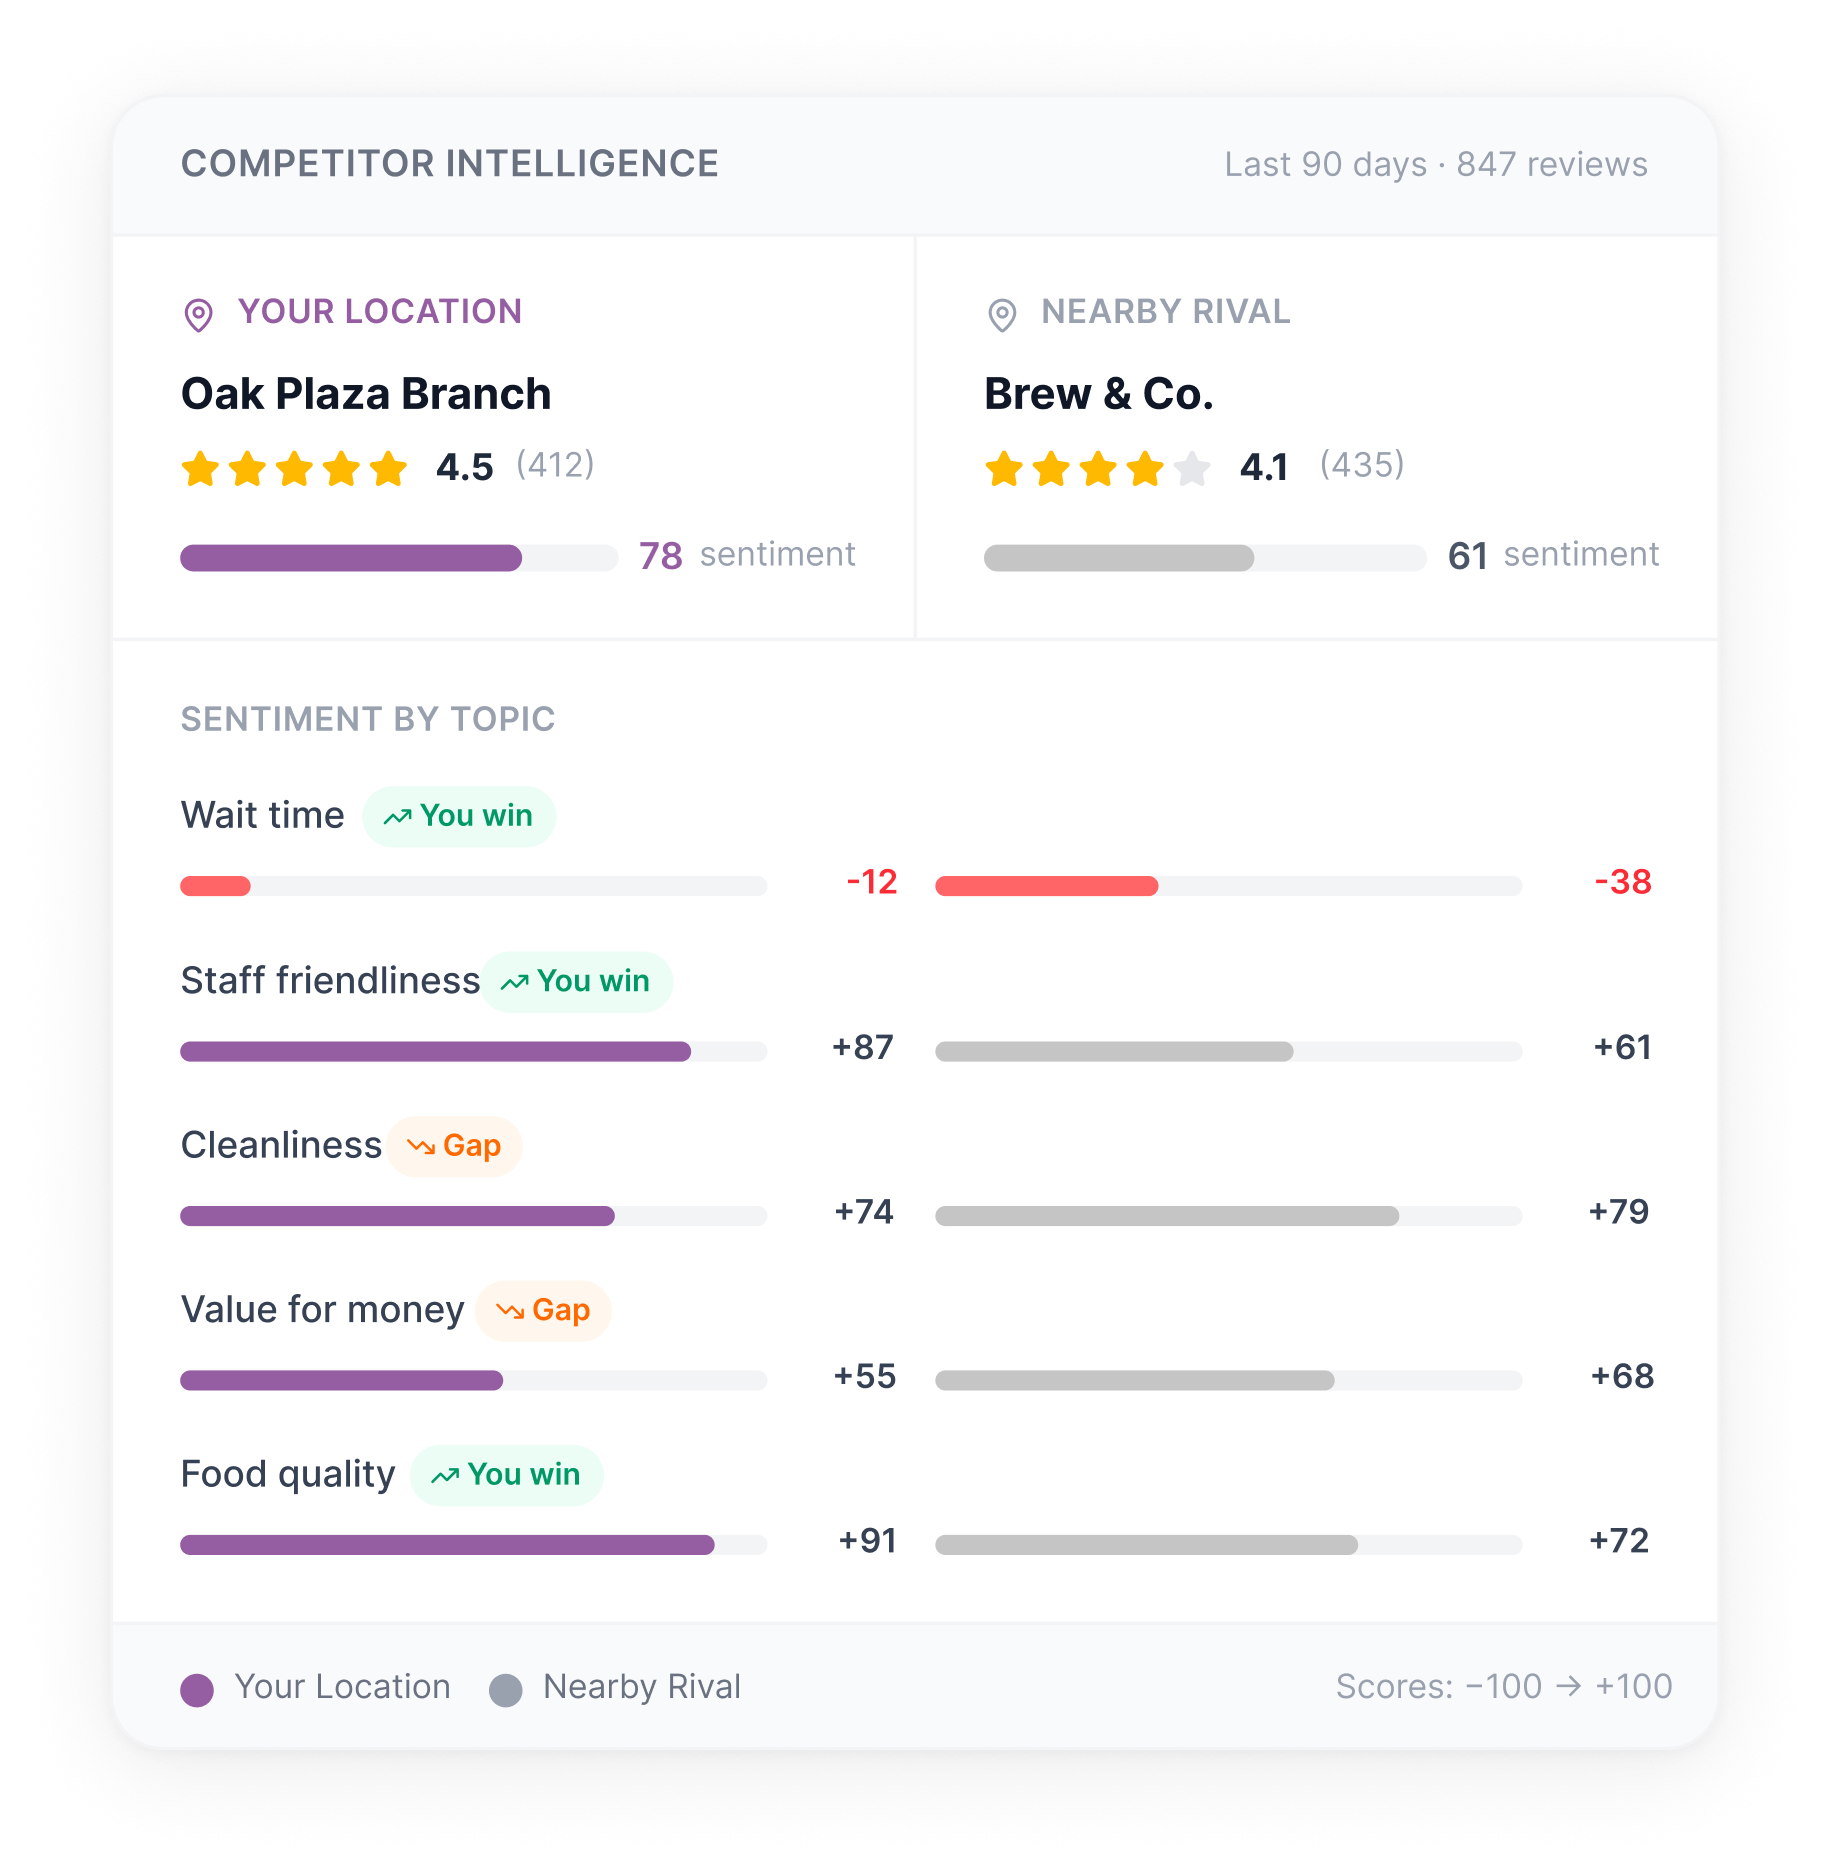 COMPETITOR INTELLIGENCE
Last 90 days · 847 reviews
YOUR LOCATION
Oak Plaza Branch
4.5 (412)
78 sentiment
NEARBY RIVAL
Brew & Co.
4.1 (435)
61 sentiment
SENTIMENT BY TOPIC
Wait time You win
-12 -38
Staff friendliness You win
+87 +61
Cleanliness Gap
+74 +79
Value for money Gap
+55 +68
Food quality You win
+91 +72
Your Location Nearby Rival
Scores: −100 → +100